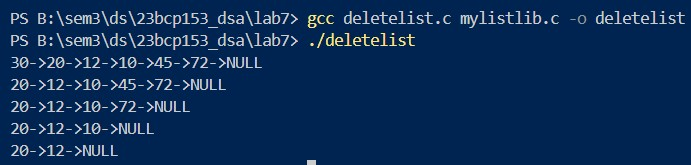 PS B:\sem3\ds\23bcp153_dsa\lab7> gcc deletelist.c mylistlib.c -o deletelist
PS B:\sem3\ds\23bcp153_dsa\lab7> ./deletelist
30->20->12->10->45->72->NULL
20->12->10->45->72->NULL
20->12->10->72->NULL
20->12->10->NULL
20->12->NULL